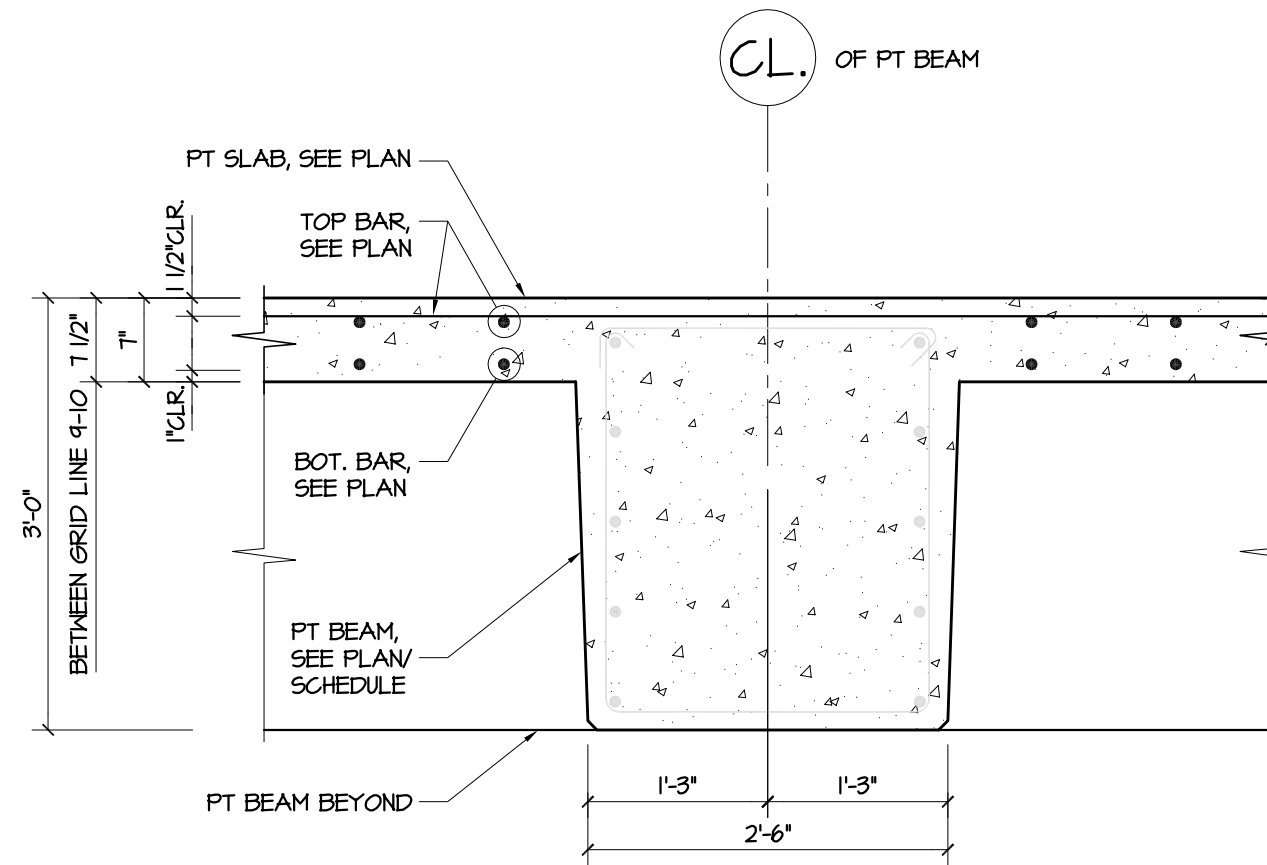 CL. OF PT BEAM
PT SLAB, SEE PLAN
TOP BAR,
SEE PLAN
1 1/2"CLR.
7"
BETWEEN GRID LINE 9-10 7 1/2"
1"CLR.
3'-0"
BOT. BAR,
SEE PLAN
PT BEAM,
SEE PLAN/
SCHEDULE
PT BEAM BEYOND
1'-3"
1'-3"
2'-6"